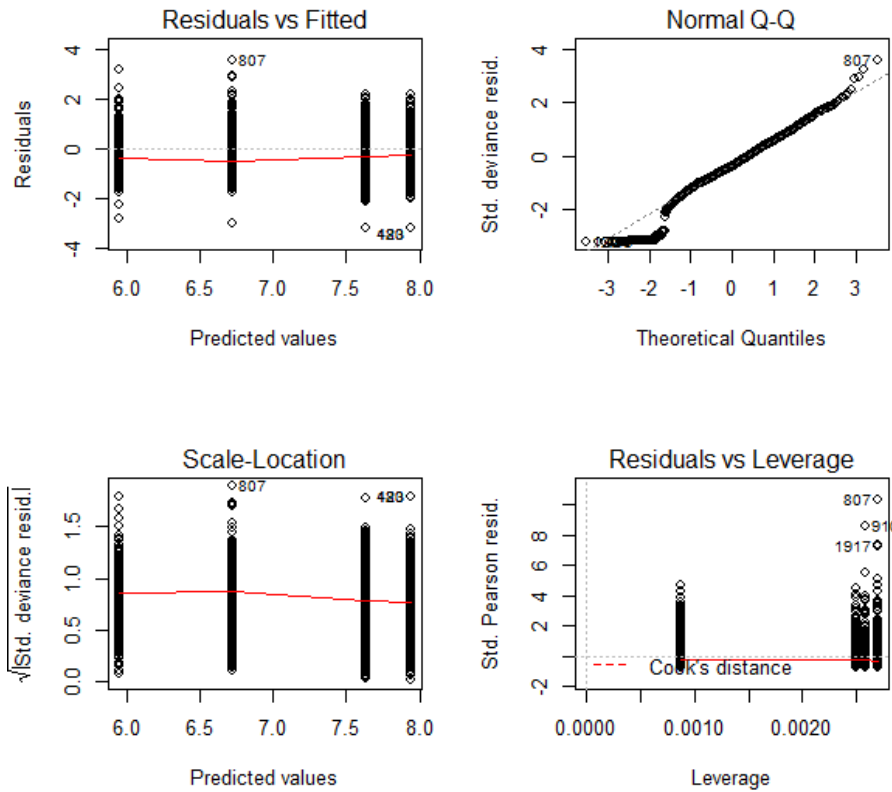 Residuals vs Fitted
Residuals
4
2
0
-2
-4
807
6.0 6.5 7.0 7.5 8.0
Predicted values
Normal Q-Q
Std. deviance resid.
4
2
0
-2
807
-3 -2 -1 0 1 2 3
Theoretical Quantiles
Scale-Location
√|Std. deviance resid.|
1.5
1.0
0.5
0.0
807
6.0 6.5 7.0 7.5 8.0
Predicted values
Residuals vs Leverage
Std. Pearson resid.
8
6
4
2
-2
807
910
1917
Cook's distance
0.0000 0.0010 0.0020
Leverage